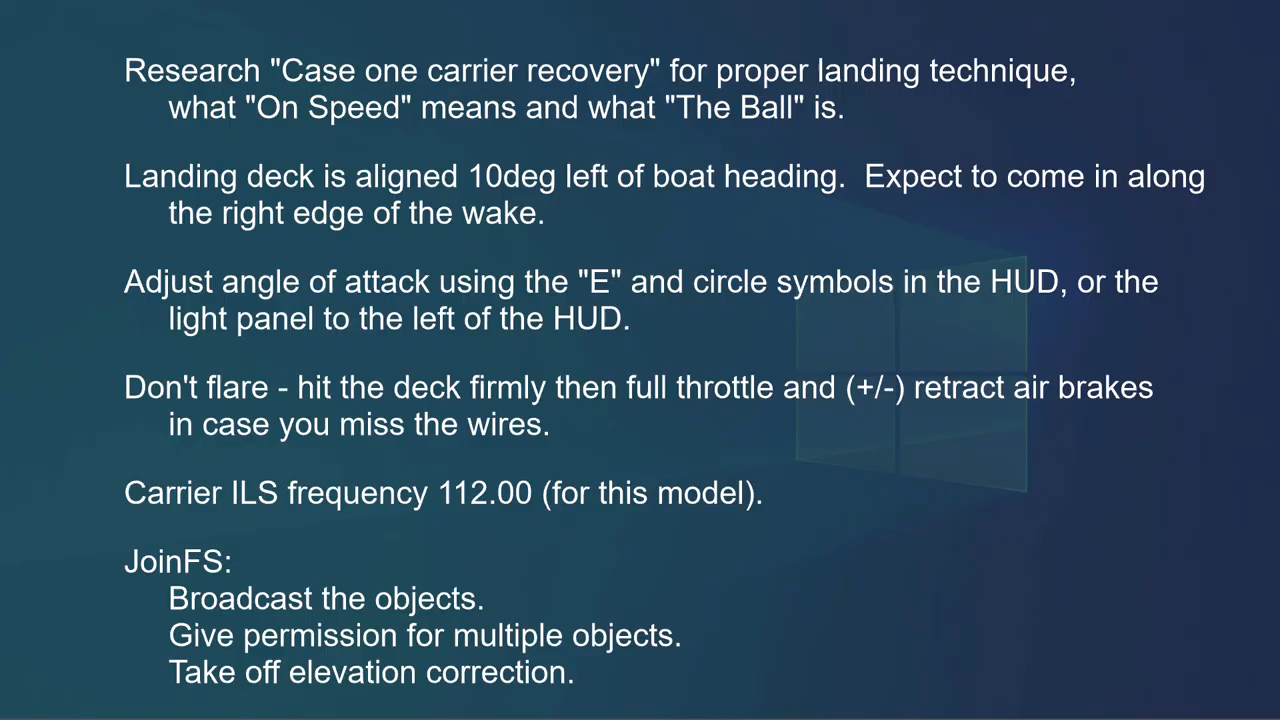 Research "Case one carrier recovery" for proper landing technique,
what "On Speed" means and what "The Ball" is.
Landing deck is aligned 10deg left of boat heading.  Expect to come in along
the right edge of the wake.
Adjust angle of attack using the "E" and circle symbols in the HUD, or the
light panel to the left of the HUD.
Don't flare - hit the deck firmly then full throttle and (+/-) retract air brakes
in case you miss the wires.
Carrier ILS frequency 112.00 (for this model).
JoinFS:
Broadcast the objects.
Give permission for multiple objects.
Take off elevation correction.